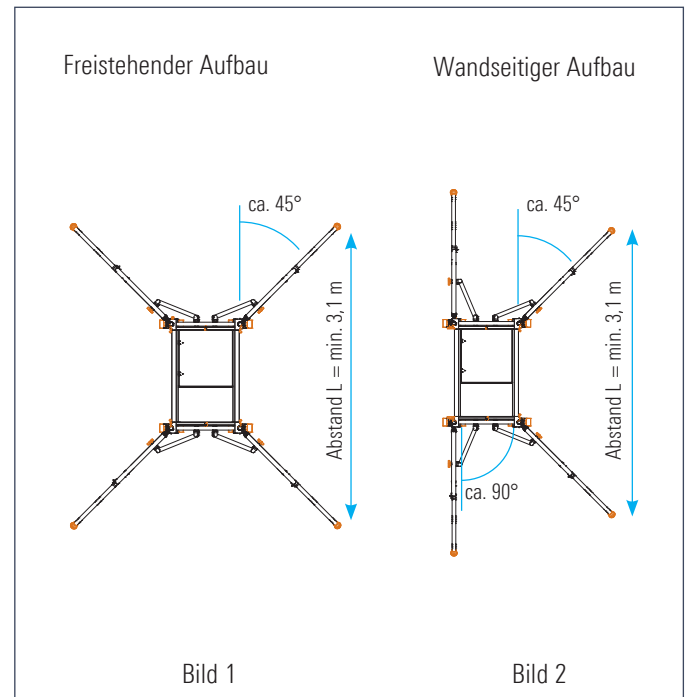 Freistehender Aufbau
Wandseitiger Aufbau
ca. 45°
Abstand L = min. 3,1 m
ca. 45°
Abstand L = min. 3,1 m
ca. 90°
Bild 1
Bild 2